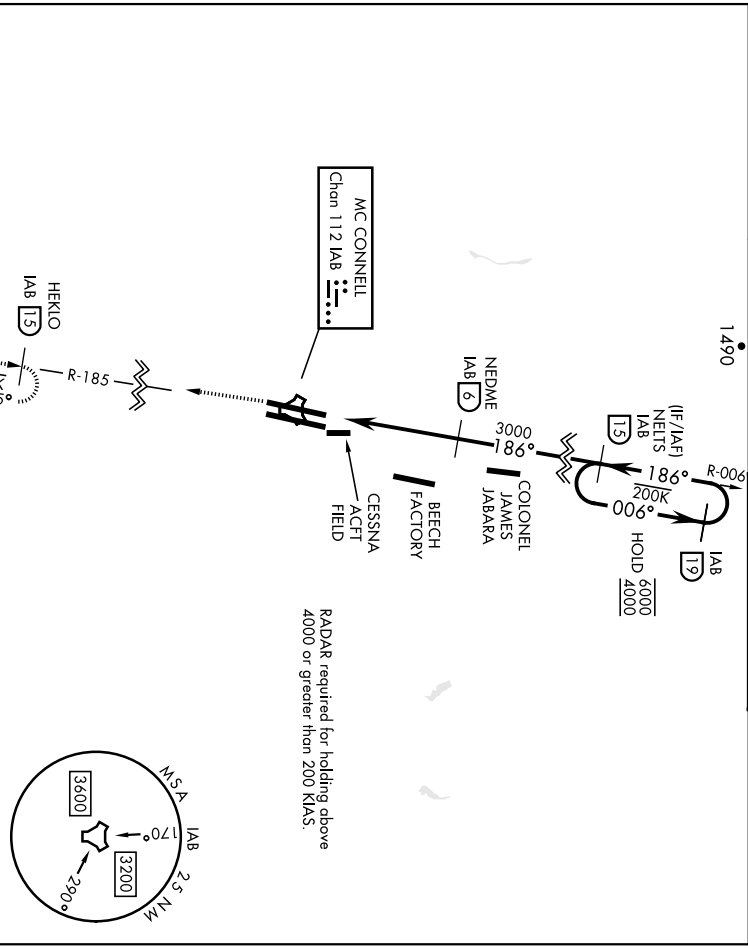 1490
R-006
(IF/IAF)
NELTS
IAB
15
186°
200K
006°
IAB
19
HOLD
6000
4000
3000
186°
NEDME
IAB 6
COLONEL
JAMES
JABARA
BEECH
FACTORY
CESSNA
ACFT
FIELD
MC CONNELL
Chan 112 IAB
R-185
HEKLO
IAB 15
RADAR required for holding above
4000 or greater than 200 KIAS.
MSA IAB 25 NM
170°
3600
3200
290°